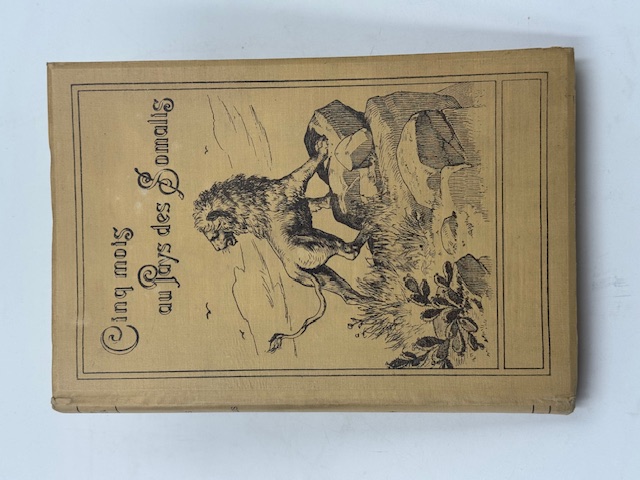 Cinq mois
au Pays des Somalis